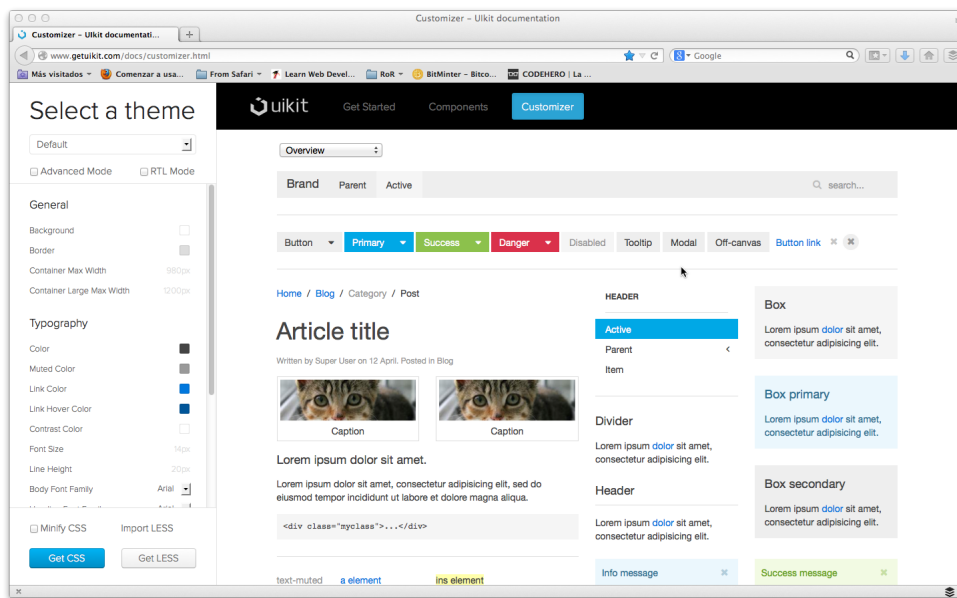 Customizer – UIkit documentation
Customizer – UIkit documentati...
www.getuikit.com/docs/customizer.html
Google
Más visitados
Comenzar a usa...
From Safari
Learn Web Devel...
RoR
BitMinter – Bitco...
CODEHERO | La ...
Select a theme
Default
Advanced Mode
RTL Mode
General
Background
Border
Container Max Width 980px
Container Large Max Width 1200px
Typography
Color
Muted Color
Link Color
Link Hover Color
Contrast Color
Font Size 14px
Line Height 20px
Body Font Family Arial
Minify CSS
Import LESS
Get CSS
Get LESS
uikit
Get Started
Components
Customizer
Overview
Brand
Parent
Active
search...
Button
Primary
Success
Danger
Disabled
Tooltip
Modal
Off-canvas
Button link
Home / Blog / Category / Post
Article title
Written by Super User on 12 April. Posted in Blog
Caption
Caption
Lorem ipsum dolor sit amet.
Lorem ipsum dolor sit amet, consectetur adipisicing elit, sed do
eiusmod tempor incididunt ut labore et dolore magna aliqua.
<div class="myclass">...</div>
text-muted
a element
ins element
HEADER
Active
Parent
Item
Divider
Lorem ipsum dolor sit amet,
consectetur adipisicing elit.
Header
Lorem ipsum dolor sit amet,
consectetur adipisicing elit.
Info message
Box
Lorem ipsum dolor sit amet,
consectetur adipisicing elit.
Box primary
Lorem ipsum dolor sit amet,
consectetur adipisicing elit.
Box secondary
Lorem ipsum dolor sit amet,
consectetur adipisicing elit.
Success message